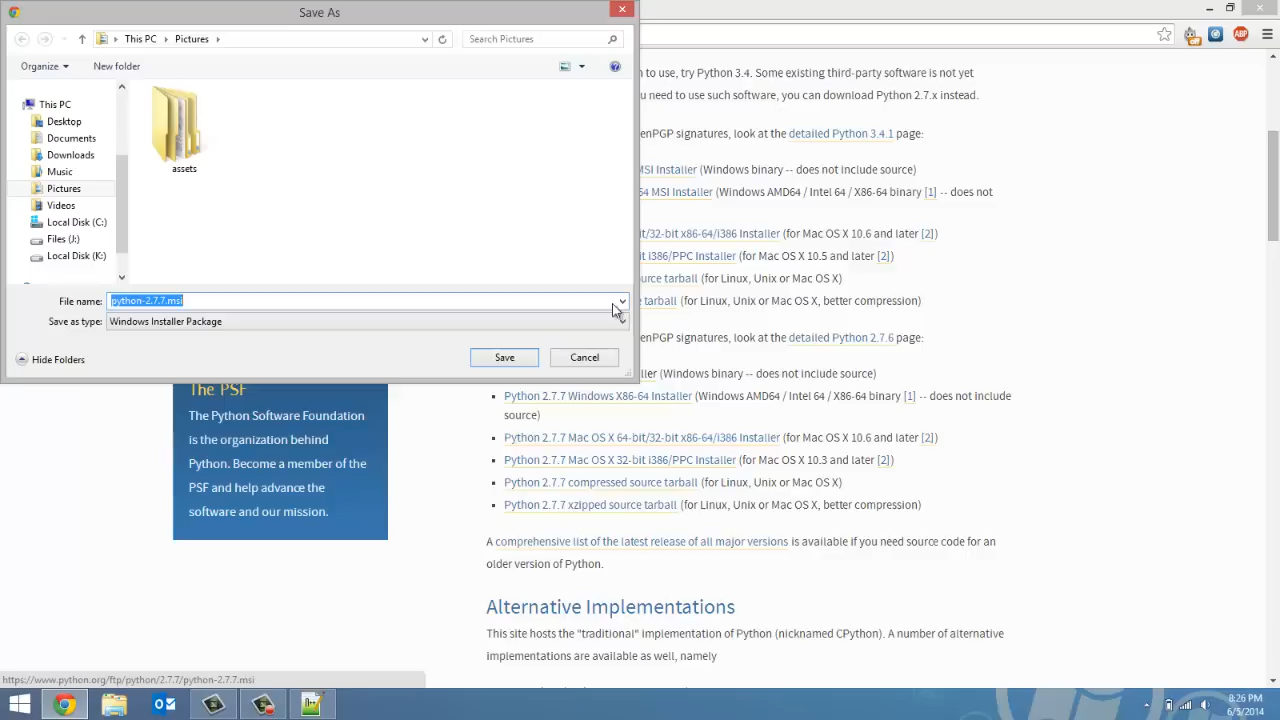 Save As
This PC
Pictures
Search Pictures
Organize
New folder
This PC
Desktop
Documents
Downloads
Music
Pictures
Videos
Local Disk (C:)
Files (J:)
Local Disk (K:)
assets
File name: python-2.7.7.msi
Save as type: Windows Installer Package
Hide Folders
Save
Cancel
off
ABP
to use, try Python 3.4. Some existing third-party software is not yet
need to use such software, you can download Python 2.7.x instead.
enPGP signatures, look at the detailed Python 3.4.1 page:
MSI Installer (Windows binary -- does not include source)
64 MSI Installer (Windows AMD64 / Intel 64 / X86-64 binary [1] -- does not
it/32-bit x86-64/i386 Installer (for Mac OS X 10.6 and later [2])
bit i386/PPC Installer (for Mac OS X 10.5 and later [2])
ource tarball (for Linux, Unix or Mac OS X)
e tarball (for Linux, Unix or Mac OS X, better compression)
enPGP signatures, look at the detailed Python 2.7.6 page:
ller (Windows binary -- does not include source)
Python 2.7.7 Windows X86-64 Installer (Windows AMD64 / Intel 64 / X86-64 binary [1] -- does not include
source)
Python 2.7.7 Mac OS X 64-bit/32-bit x86-64/i386 Installer (for Mac OS X 10.6 and later [2])
Python 2.7.7 Mac OS X 32-bit i386/PPC Installer (for Mac OS X 10.3 and later [2])
Python 2.7.7 compressed source tarball (for Linux, Unix or Mac OS X)
Python 2.7.7 xzipped source tarball (for Linux, Unix or Mac OS X, better compression)
A comprehensive list of the latest release of all major versions is available if you need source code for an
older version of Python.
Alternative Implementations
This site hosts the "traditional" implementation of Python (nicknamed CPython). A number of alternative
implementations are available as well, namely
The PSF
The Python Software Foundation
is the organization behind
Python. Become a member of the
PSF and help advance the
software and our mission.
https://www.python.org/ftp/python/2.7.7/python-2.7.7.msi
8:26 PM
6/5/2014